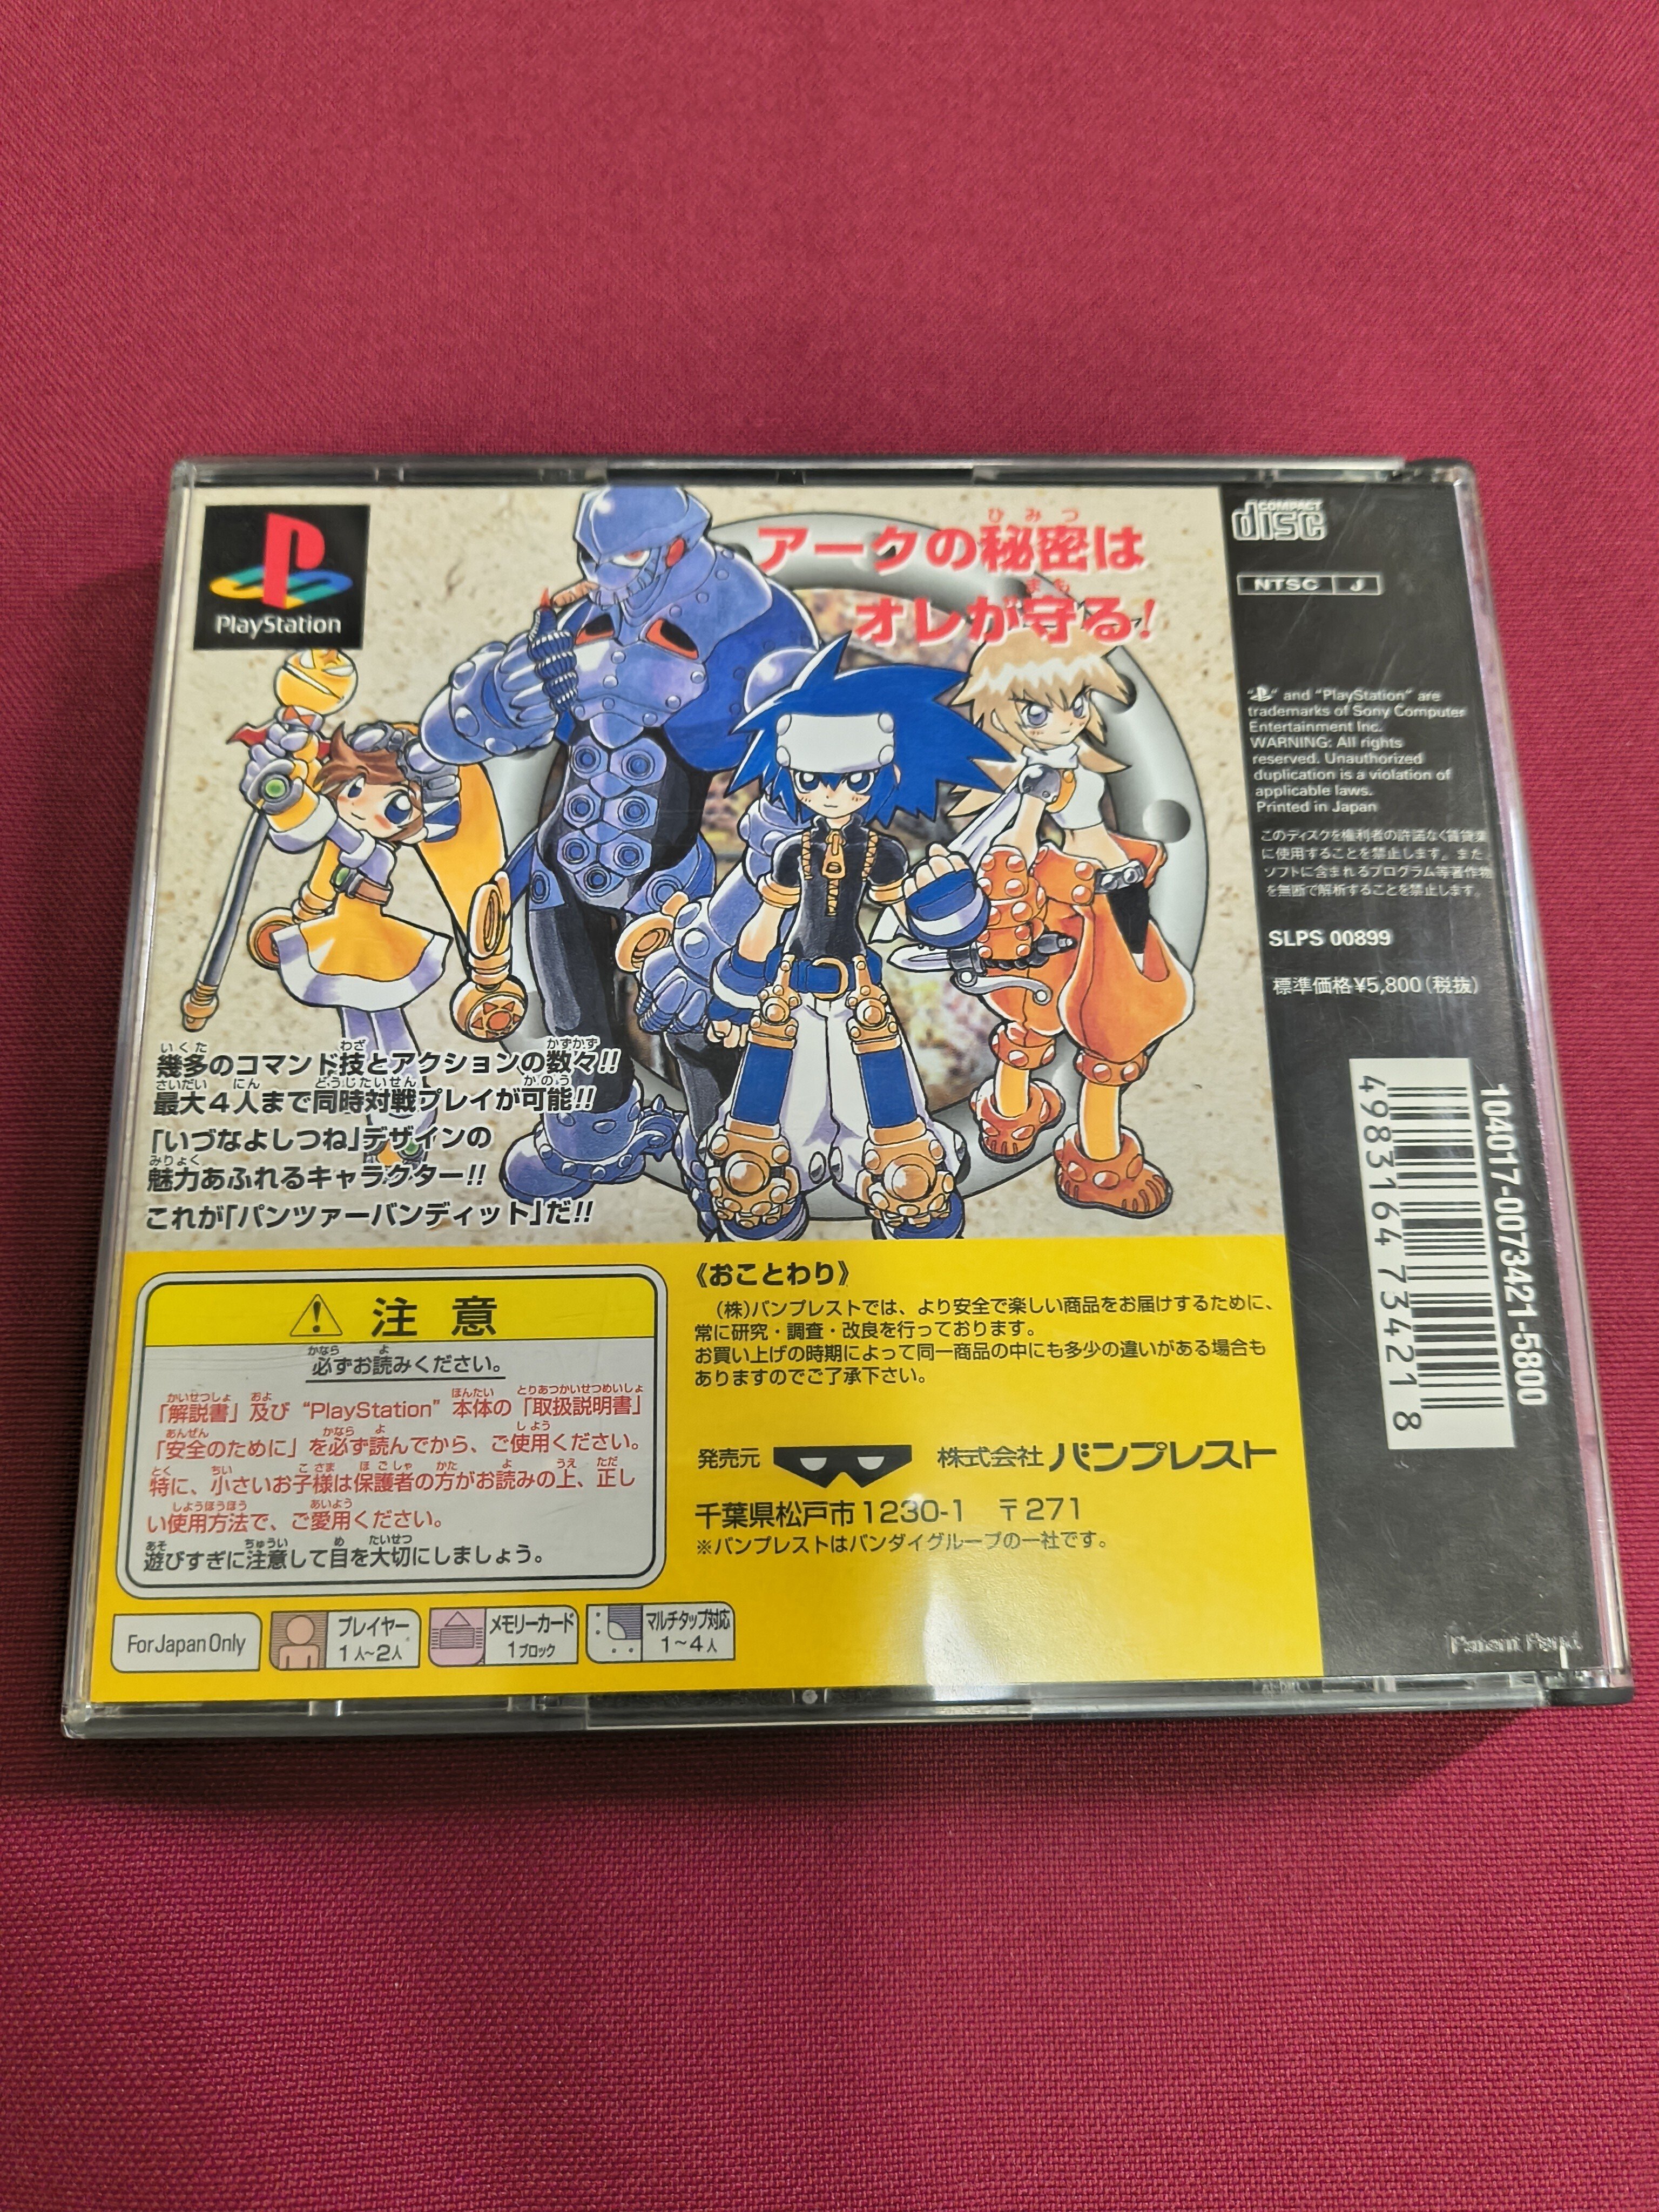 PlayStation
アークの秘密は
オレが守る!
幾多のコマンド技とアクションの数々!!
最大4人まで同時対戦プレイが可能!!
「いづなよしつね」デザインの
魅力あふれるキャラクター!!
これが「パンツァーバンディット」だ!!
注意
必ずお読みください。
「解説書」及び“PlayStation”本体の「取扱説明書」
「安全のために」を必ず読んでから、ご使用ください。
特に、小さいお子様は保護者の方がお読みの上、正し
い使用方法で、ご愛用ください。
遊びすぎに注意して目を大切にしましょう。
For Japan Only
プレイヤー
1人~2人
メモリーカード
1ブロック
マルチタップ対応
1~4人
《おことわり》
(株)バンプレストでは、より安全で楽しい商品をお届けするために、
常に研究・調査・改良を行っております。
お買い上げの時期によって同一商品の中にも多少の違いがある場合も
ありますのでご了承下さい。
発売元 株式会社バンプレスト
千葉県松戸市1230-1 〒271
※バンプレストはバンダイグループの一社です。
COMPACT
disc
NTSC J
“PS” and “PlayStation” are
trademarks of Sony Computer
Entertainment Inc.
WARNING: All rights
reserved. Unauthorized
duplication is a violation of
applicable laws.
Printed in Japan
このディスクを権利者の許諾なく賃貸業
に使用することを禁止します。また、
ソフトに含まれるプログラム等著作物
を無断で解析することを禁止します。
SLPS 00899
標準価格¥5,800(税抜)
104017-0073421-5800
4983164734218
Patent Pend.